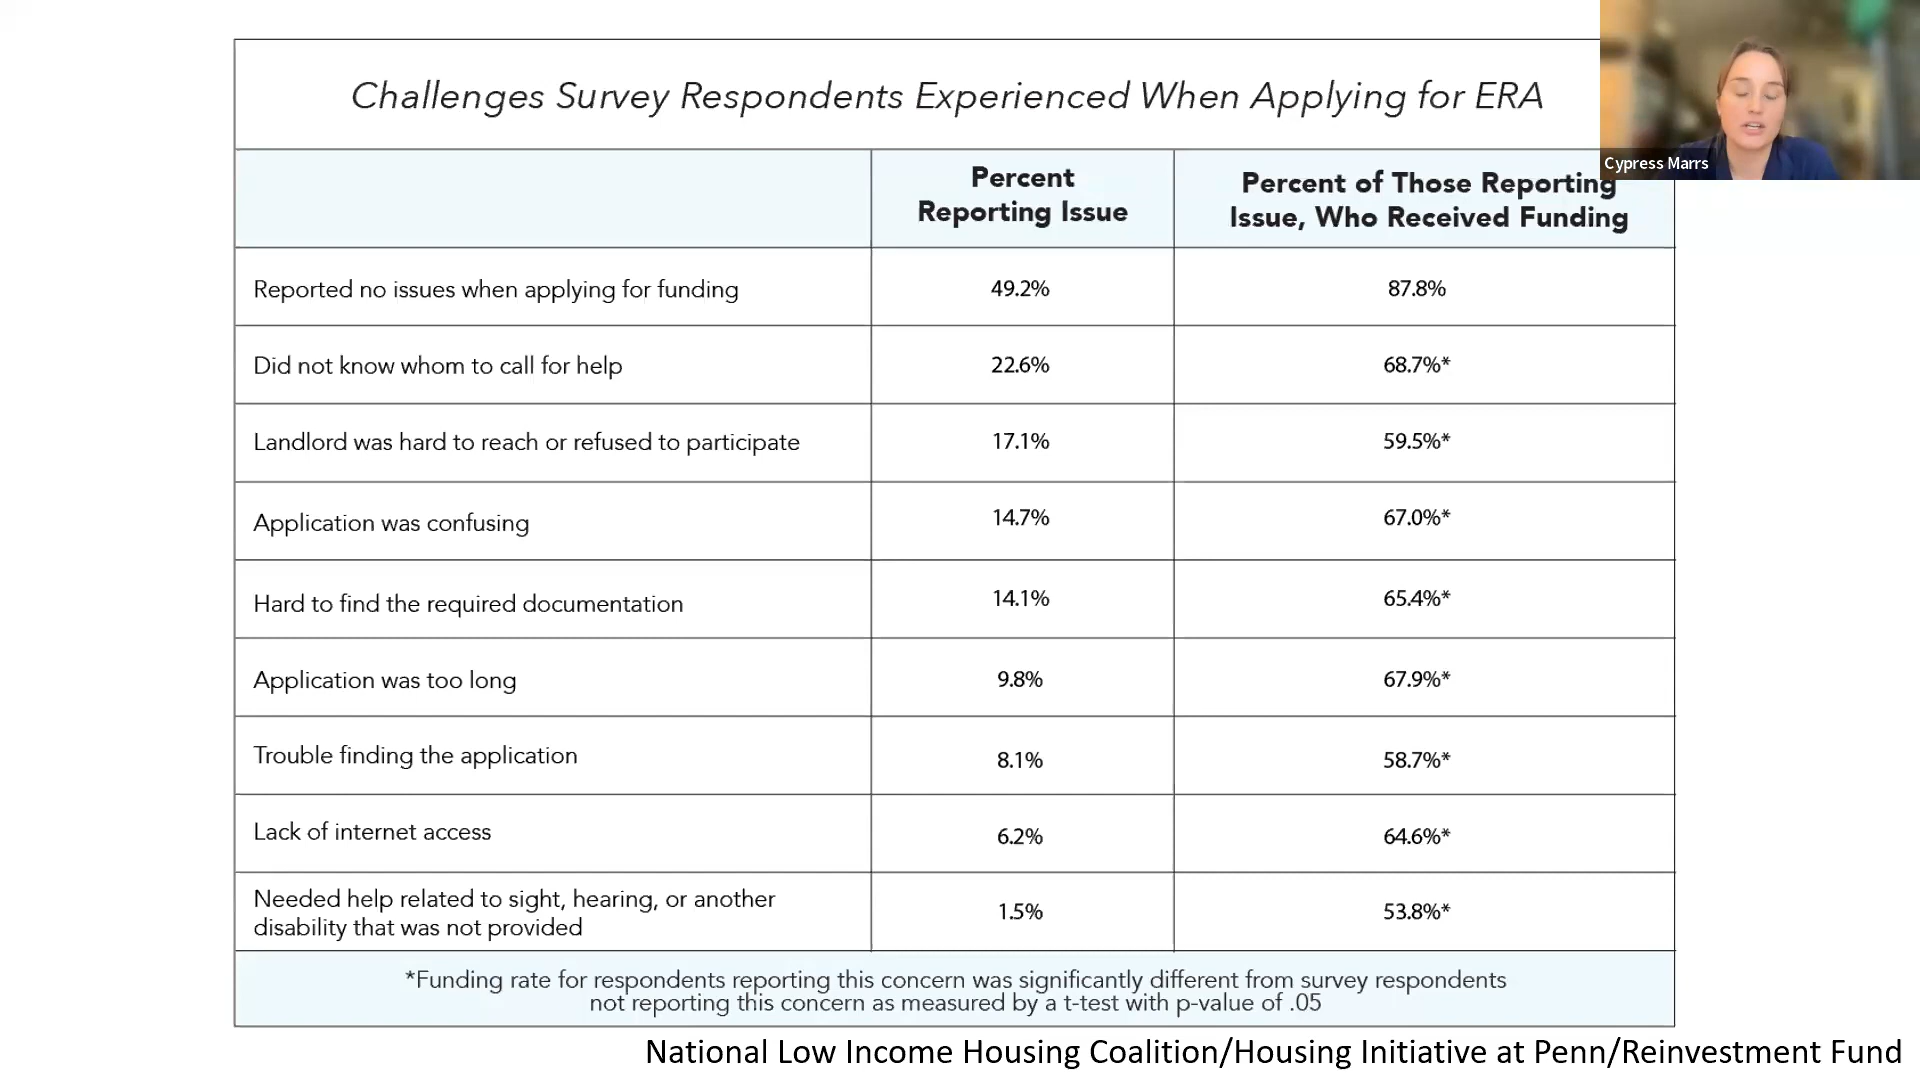 Challenges Survey Respondents Experienced When Applying for ERA
Cypress Marrs
Percent
Reporting Issue
Percent of Those Reporting
Issue, Who Received Funding
Reported no issues when applying for funding 49.2% 87.8%
Did not know whom to call for help 22.6% 68.7%*
Landlord was hard to reach or refused to participate 17.1% 59.5%*
Application was confusing 14.7% 67.0%*
Hard to find the required documentation 14.1% 65.4%*
Application was too long 9.8% 67.9%*
Trouble finding the application 8.1% 58.7%*
Lack of internet access 6.2% 64.6%*
Needed help related to sight, hearing, or another
disability that was not provided 1.5% 53.8%*
*Funding rate for respondents reporting this concern was significantly different from survey respondents
not reporting this concern as measured by a t-test with p-value of .05
National Low Income Housing Coalition/Housing Initiative at Penn/Reinvestment Fund